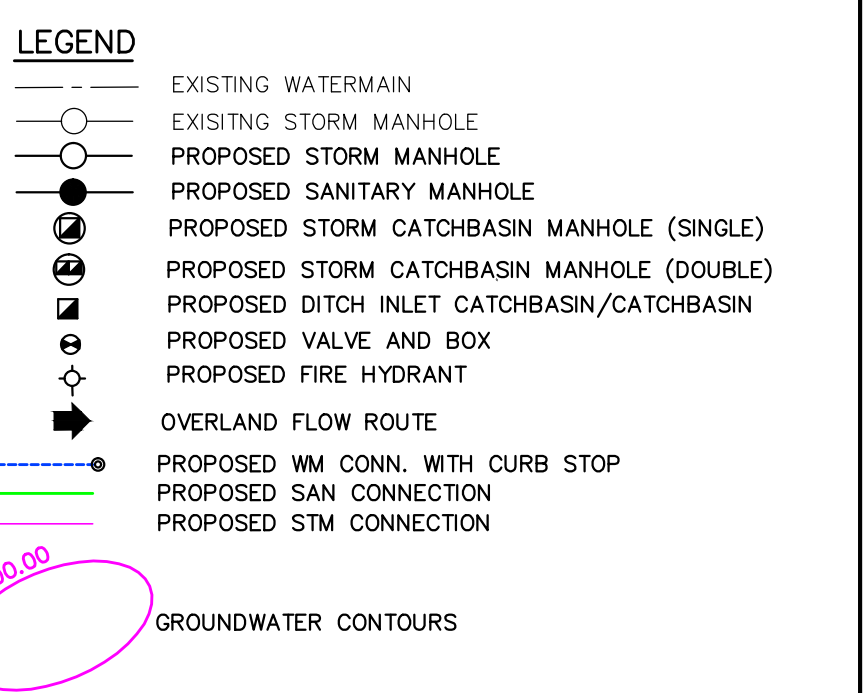 LEGEND
EXISTING WATERMAIN
EXISITNG STORM MANHOLE
PROPOSED STORM MANHOLE
PROPOSED SANITARY MANHOLE
PROPOSED STORM CATCHBASIN MANHOLE (SINGLE)
PROPOSED STORM CATCHBASIN MANHOLE (DOUBLE)
PROPOSED DITCH INLET CATCHBASIN/CATCHBASIN
PROPOSED VALVE AND BOX
PROPOSED FIRE HYDRANT
OVERLAND FLOW ROUTE
PROPOSED WM CONN. WITH CURB STOP
PROPOSED SAN CONNECTION
PROPOSED STM CONNECTION
GROUNDWATER CONTOURS